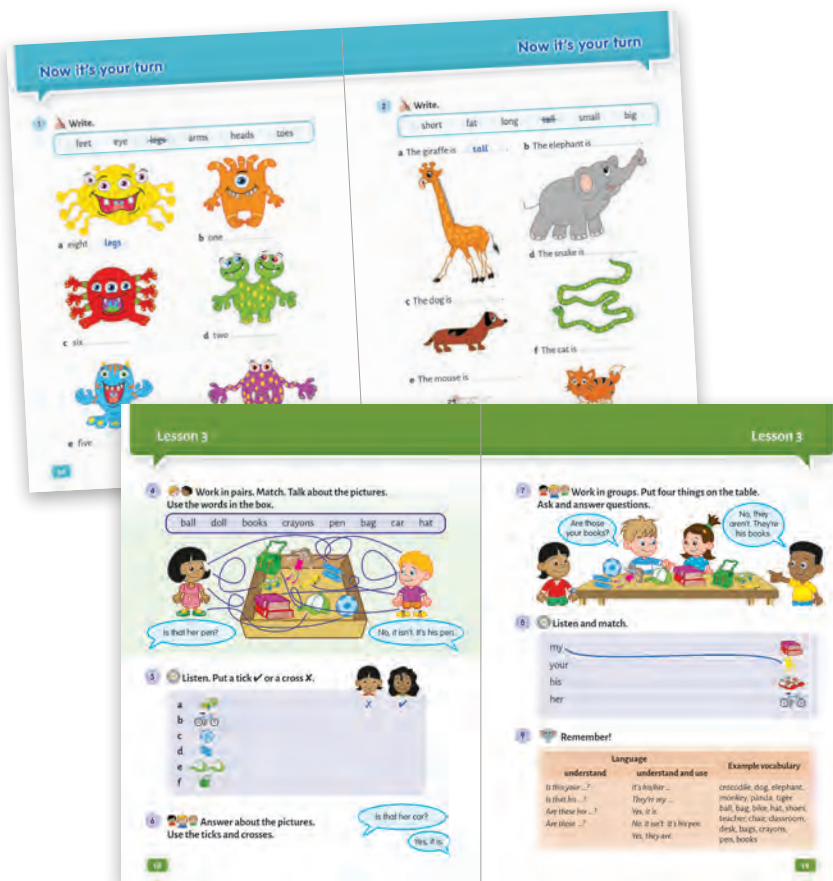 Now it's your turn
1 Write.
feet eye legs arms heads toes
a eight legs
b one
c six
d two
e five
Now it's your turn
2 Write.
short fat long tall small big
a The giraffe is tall .
b The elephant is
c The dog is
d The snake is
e The mouse is
f The cat is
Lesson 3
4 Work in pairs. Match. Talk about the pictures.
Use the words in the box.
ball doll books crayons pen bag car hat
Is that her pen?
No, it isn't. It's his pen.
5 Listen. Put a tick ✔ or a cross ✘.
✗ ✓
a
b
c
d
e
f
6 Answer about the pictures.
Use the ticks and crosses.
Is that her car?
Yes, it is.
Lesson 3
7 Work in groups. Put four things on the table.
Ask and answer questions.
Are those
your books?
No, they
aren't. They're
his books.
8 Listen and match.
my
your
his
her
9 Remember!
Language
understand understand and use Example vocabulary
Is this your ...? It's his/her ... crocodile, dog, elephant,
Is that his ...? They're my ... monkey, panda, tiger
Are these her ...? Yes, it is. ball, bag, bike, hat, shoes,
Are those ...? No, it isn't. It's his pen. teacher, chair, classroom,
Yes, they are. desk, bags, crayons,
pen, books